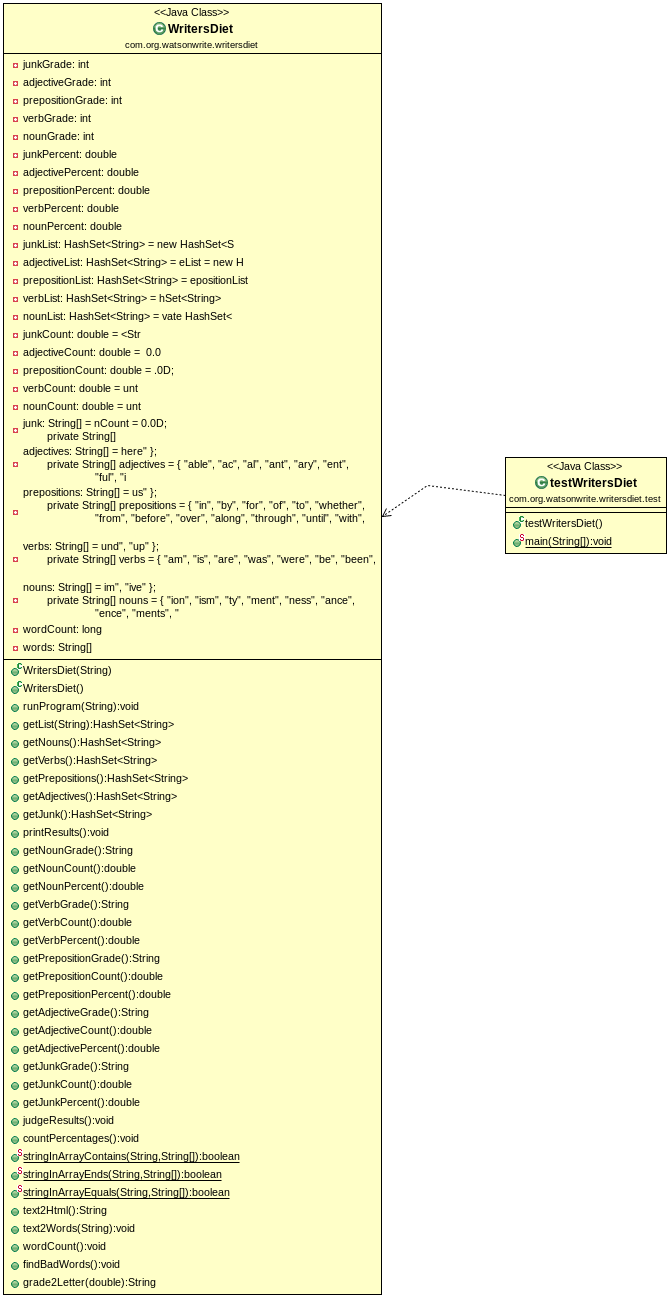 <<Java Class>>
C WritersDiet
com.org.watsonwrite.writersdiet
junkGrade: int
adjectiveGrade: int
prepositionGrade: int
verbGrade: int
nounGrade: int
junkPercent: double
adjectivePercent: double
prepositionPercent: double
verbPercent: double
nounPercent: double
junkList: HashSet<String> = new HashSet<S
adjectiveList: HashSet<String> = eList = new H
prepositionList: HashSet<String> = epositionList
verbList: HashSet<String> = hSet<String>
nounList: HashSet<String> = vate HashSet<
junkCount: double = <Str
adjectiveCount: double =  0.0
prepositionCount: double = .0D;
verbCount: double = unt
nounCount: double = unt
junk: String[] = nCount = 0.0D;
private String[]
adjectives: String[] = here" };
private String[] adjectives = { "able", "ac", "al", "ant", "ary", "ent",
"ful", "i
prepositions: String[] = us" };
private String[] prepositions = { "in", "by", "for", "of", "to", "whether",
"from", "before", "over", "along", "through", "until", "with",
verbs: String[] = und", "up" };
private String[] verbs = { "am", "is", "are", "was", "were", "be", "been",
nouns: String[] = im", "ive" };
private String[] nouns = { "ion", "ism", "ty", "ment", "ness", "ance",
"ence", "ments", "
wordCount: long
words: String[]
C WritersDiet(String)
C WritersDiet()
runProgram(String):void
getList(String):HashSet<String>
getNouns():HashSet<String>
getVerbs():HashSet<String>
getPrepositions():HashSet<String>
getAdjectives():HashSet<String>
getJunk():HashSet<String>
printResults():void
getNounGrade():String
getNounCount():double
getNounPercent():double
getVerbGrade():String
getVerbCount():double
getVerbPercent():double
getPrepositionGrade():String
getPrepositionCount():double
getPrepositionPercent():double
getAdjectiveGrade():String
getAdjectiveCount():double
getAdjectivePercent():double
getJunkGrade():String
getJunkCount():double
getJunkPercent():double
judgeResults():void
countPercentages():void
S stringInArrayContains(String,String[]):boolean
S stringInArrayEnds(String,String[]):boolean
S stringInArrayEquals(String,String[]):boolean
text2Html():String
text2Words(String):void
wordCount():void
findBadWords():void
grade2Letter(double):String
<<Java Class>>
C testWritersDiet
com.org.watsonwrite.writersdiet.test
C testWritersDiet()
S main(String[]):void